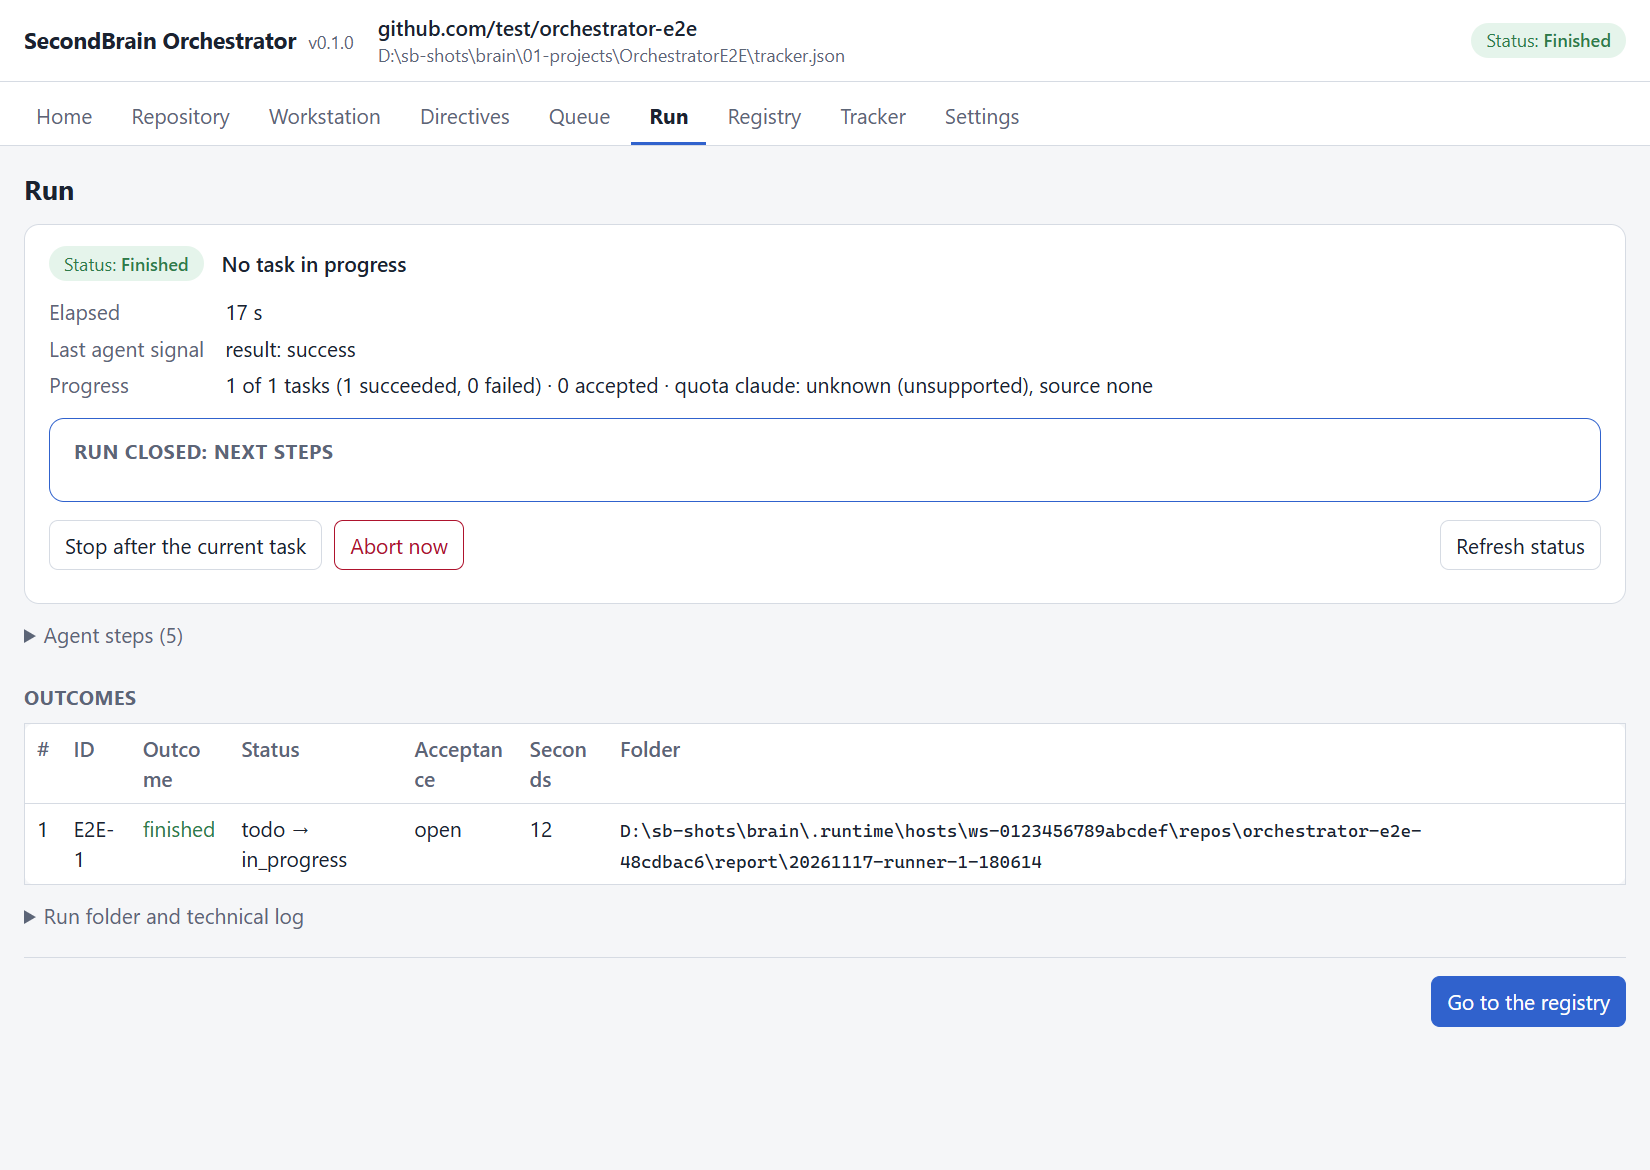 SecondBrain Orchestrator v0.1.0
github.com/test/orchestrator-e2e
D:\sb-shots\brain\01-projects\OrchestratorE2E\tracker.json
Status: Finished
Home Repository Workstation Directives Queue Run Registry Tracker Settings
Run
Status: Finished No task in progress
Elapsed 17 s
Last agent signal result: success
Progress 1 of 1 tasks (1 succeeded, 0 failed) · 0 accepted · quota claude: unknown (unsupported), source none
RUN CLOSED: NEXT STEPS
Stop after the current task Abort now Refresh status
▶ Agent steps (5)
OUTCOMES
# ID Outco Status Acceptan Secon Folder
me ce ds
1 E2E- finished todo → open 12 D:\sb-shots\brain\.runtime\hosts\ws-0123456789abcdef\repos\orchestrator-e2e-
1 in_progress 48cdbac6\report\20261117-runner-1-180614
▶ Run folder and technical log
Go to the registry